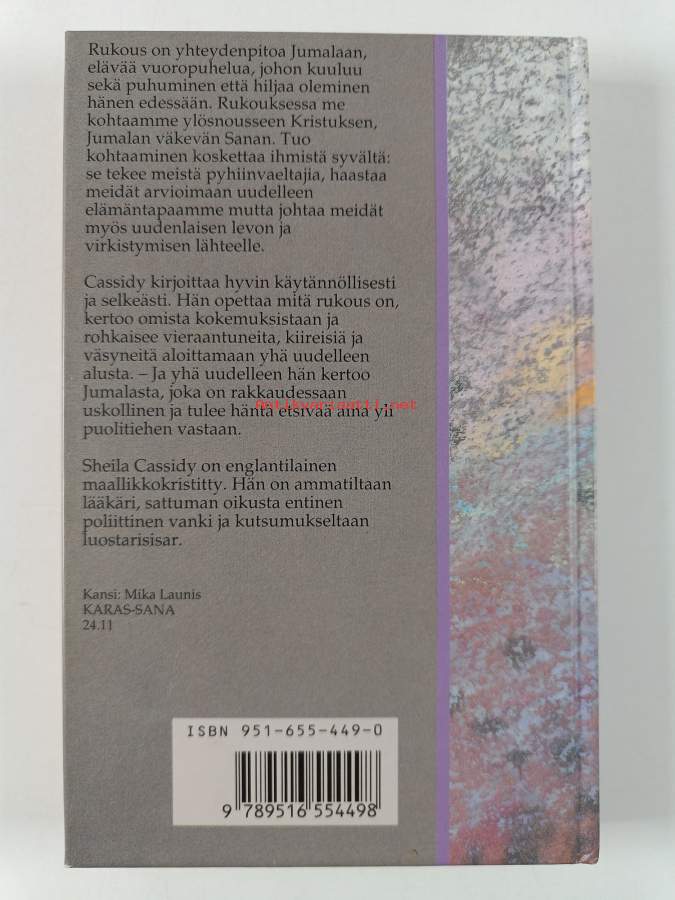 Rukous on yhteydenpitoa Jumalaan,
elävää vuoropuhelua, johon kuuluu
sekä puhuminen että hiljaa oleminen
hänen edessään. Rukouksessa me
kohtaamme ylösnousseen Kristuksen,
Jumalan väkevän Sanan. Tuo
kohtaaminen koskettaa ihmistä syvältä:
se tekee meistä pyhiinvaeltajia, haastaa
meidät arvioimaan uudelleen
elämäntapaamme mutta johtaa meidät
myös uudenlaisen levon ja
virkistymisen lähteelle.
Cassidy kirjoittaa hyvin käytännöllisesti
ja selkeästi. Hän opettaa mitä rukous on,
kertoo omista kokemuksistaan ja
rohkaisee vieraantuneita, kiireisiä ja
väsyneitä aloittamaan yhä uudelleen
alusta. – Ja yhä uudelleen hän kertoo
Jumalasta, joka on rakkaudessaan
antikvariaatti.net
uskollinen ja tulee häntä etsivää aina yli
puolitiehen vastaan.
Sheila Cassidy on englantilainen
maallikkokristitty. Hän on ammatiltaan
lääkäri, sattuman oikusta entinen
poliittinen vanki ja kutsumukseltaan
luostarisisar.
Kansi: Mika Launis
KARAS-SANA
24.11
ISBN 951-655-449-0
9 789516 554498